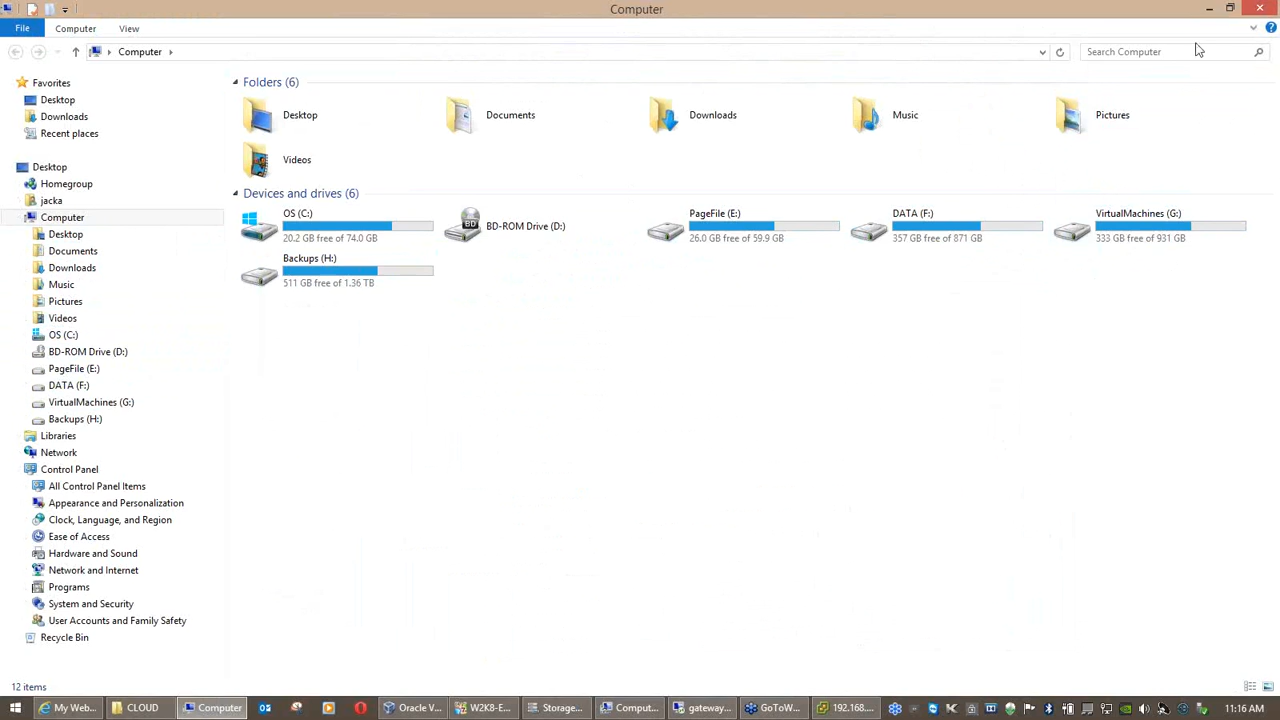 Computer
File Computer View
Computer
Search Computer
Favorites
Desktop
Downloads
Recent places
Desktop
Homegroup
jacka
Computer
Desktop
Documents
Downloads
Music
Pictures
Videos
OS (C:)
BD-ROM Drive (D:)
PageFile (E:)
DATA (F:)
VirtualMachines (G:)
Backups (H:)
Libraries
Network
Control Panel
All Control Panel Items
Appearance and Personalization
Clock, Language, and Region
Ease of Access
Hardware and Sound
Network and Internet
Programs
System and Security
User Accounts and Family Safety
Recycle Bin
Folders (6)
Desktop Documents Downloads Music Pictures
Videos
Devices and drives (6)
OS (C:)
20.2 GB free of 74.0 GB
BD
BD-ROM Drive (D:)
PageFile (E:)
26.0 GB free of 59.9 GB
DATA (F:)
357 GB free of 871 GB
VirtualMachines (G:)
333 GB free of 931 GB
Backups (H:)
511 GB free of 1.36 TB
12 items
My Web... CLOUD Computer Oracle V... W2K8-E... Storage... Comput... gateway... GoToW... 192.168.... 11:16 AM